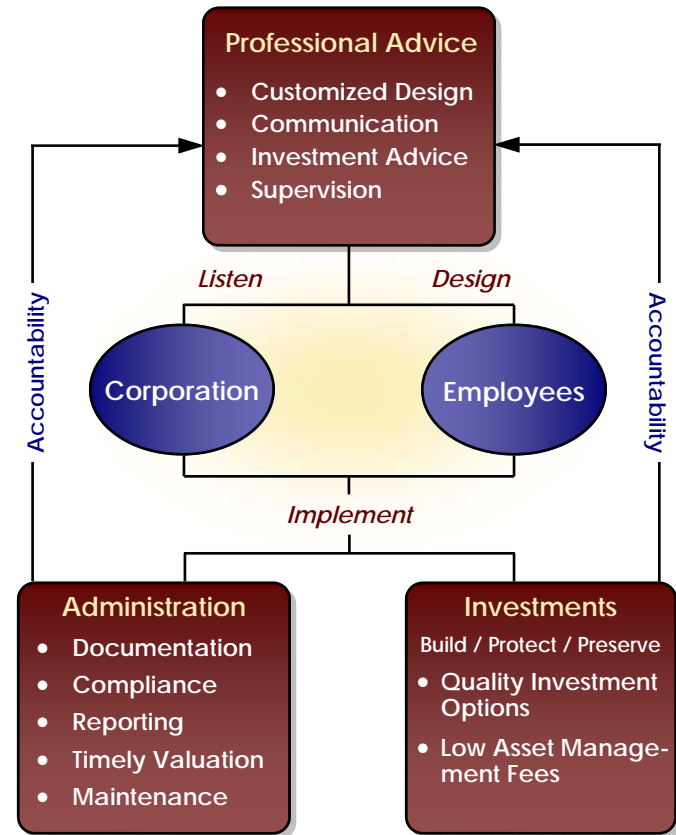 Professional Advice
• Customized Design
• Communication
• Investment Advice
• Supervision
Listen
Design
Accountability
Accountability
Corporation
Employees
Implement
Administration
• Documentation
• Compliance
• Reporting
• Timely Valuation
• Maintenance
Investments
Build / Protect / Preserve
• Quality Investment
Options
• Low Asset Manage-
ment Fees